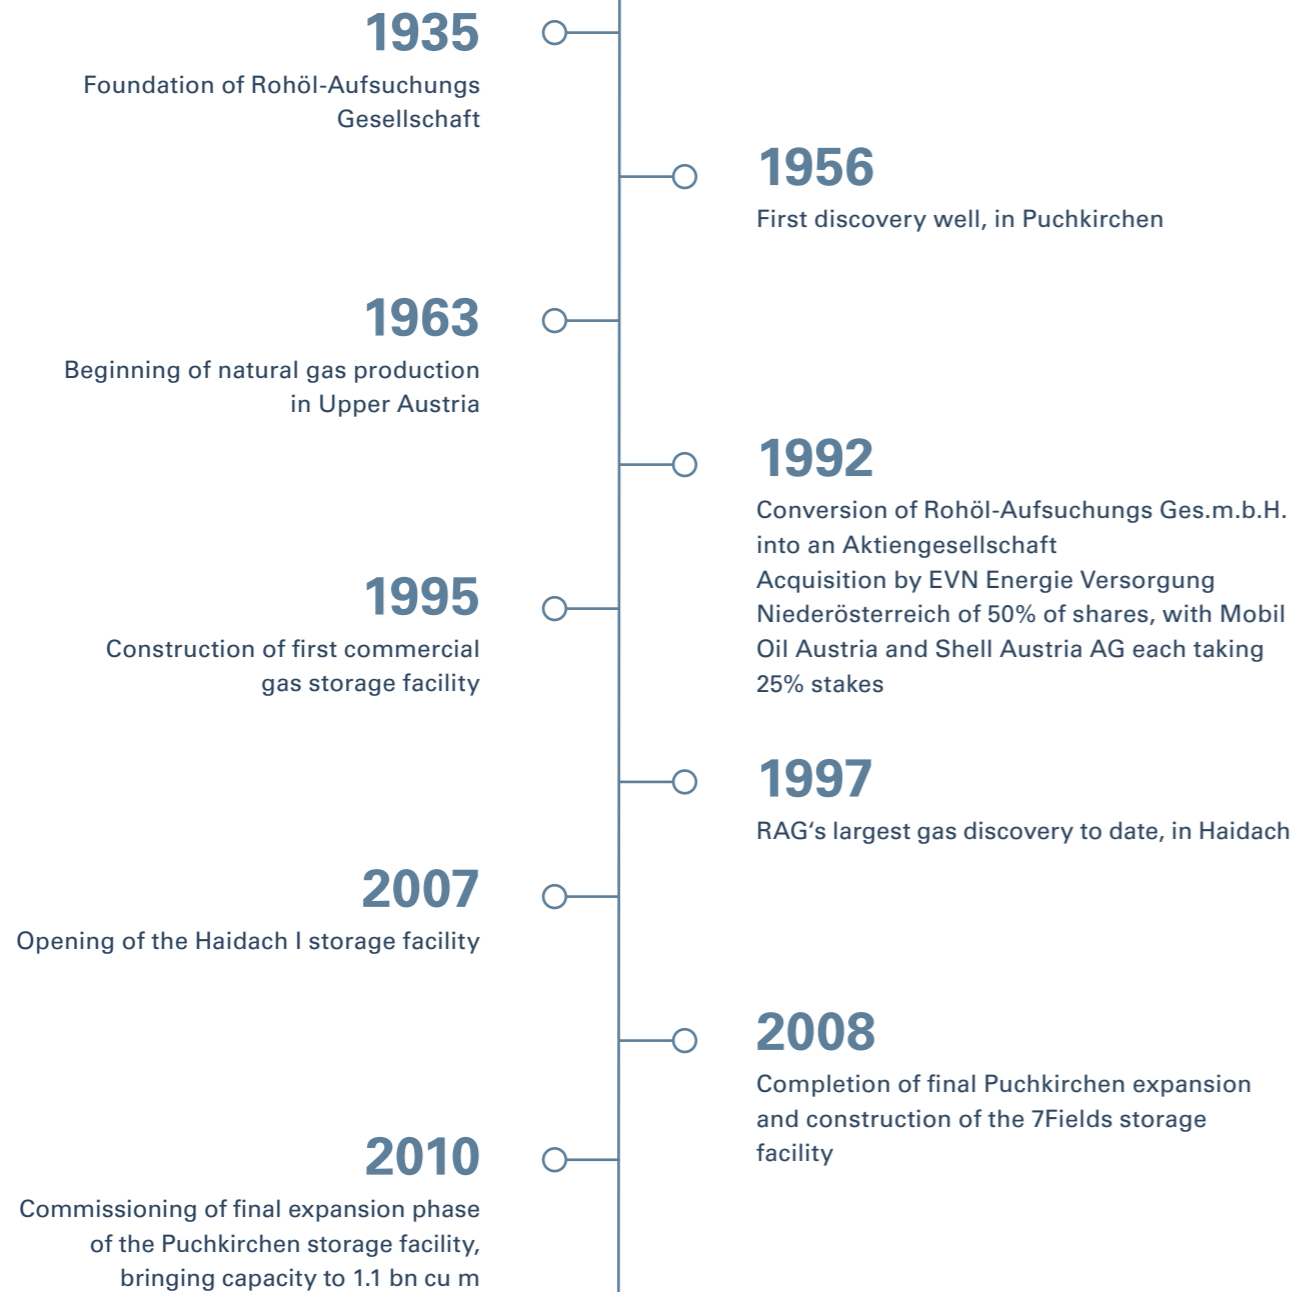 1935
Foundation of Rohöl-Aufsuchungs
Gesellschaft
1956
First discovery well, in Puchkirchen
1963
Beginning of natural gas production
in Upper Austria
1992
Conversion of Rohöl-Aufsuchungs Ges.m.b.H.
into an Aktiengesellschaft
Acquisition by EVN Energie Versorgung
Niederösterreich of 50% of shares, with Mobil
Oil Austria and Shell Austria AG each taking
25% stakes
1995
Construction of first commercial
gas storage facility
1997
RAG‘s largest gas discovery to date, in Haidach
2007
Opening of the Haidach I storage facility
2008
Completion of final Puchkirchen expansion
and construction of the 7Fields storage
facility
2010
Commissioning of final expansion phase
of the Puchkirchen storage facility,
bringing capacity to 1.1 bn cu m